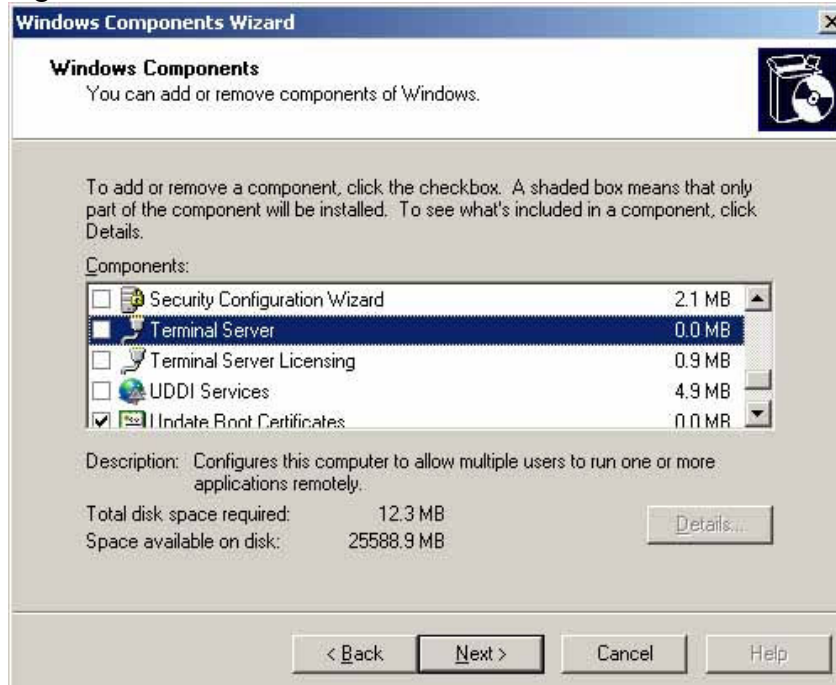 Windows Components Wizard
Windows Components
You can add or remove components of Windows.
To add or remove a component, click the checkbox. A shaded box means that only
part of the component will be installed. To see what's included in a component, click
Details.
Components:
Security Configuration Wizard 2.1 MB
Terminal Server 0.0 MB
Terminal Server Licensing 0.9 MB
UDDI Services 4.9 MB
Update Root Certificates 0.0 MB
Description: Configures this computer to allow multiple users to run one or more
applications remotely.
Total disk space required: 12.3 MB
Space available on disk: 25588.9 MB
Details...
< Back Next > Cancel Help